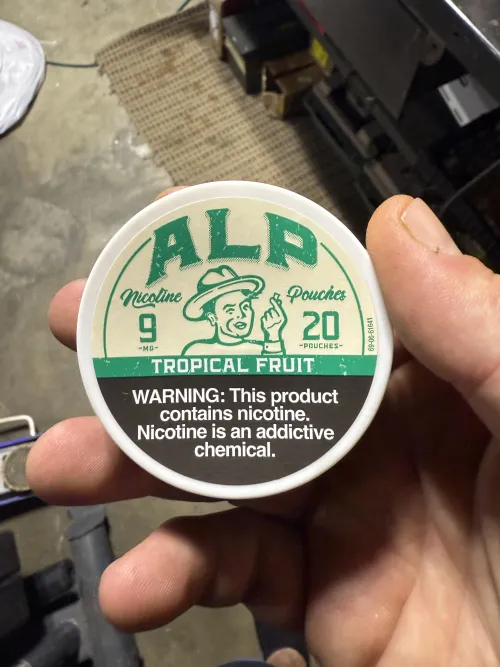 ALP
Nicotine
Pouches
9
-MG-
20
-POUCHES-
TROPICAL FRUIT
WARNING: This product
contains nicotine.
Nicotine is an addictive
chemical.